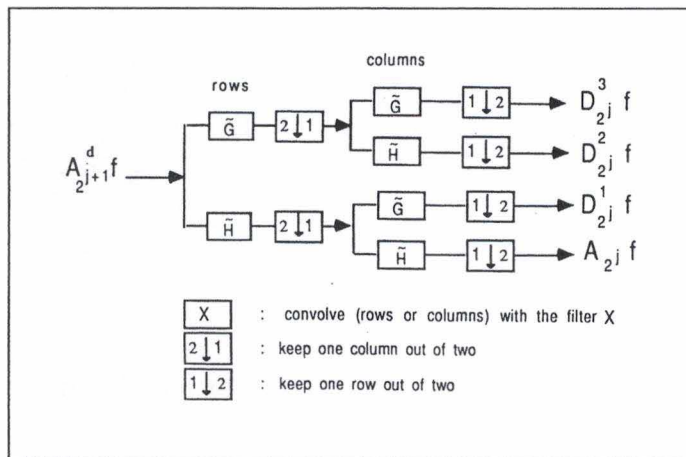 columns
rows
G̃ 1↓2 D³₂ⱼ f
G̃ 2↓1
H̃ 1↓2 D²₂ⱼ f
Aᵈ₂ⱼ₊₁ f
G̃ 1↓2 D¹₂ⱼ f
H̃ 2↓1
H̃ 1↓2 A₂ⱼ f
X : convolve (rows or columns) with the filter X
2↓1 : keep one column out of two
1↓2 : keep one row out of two